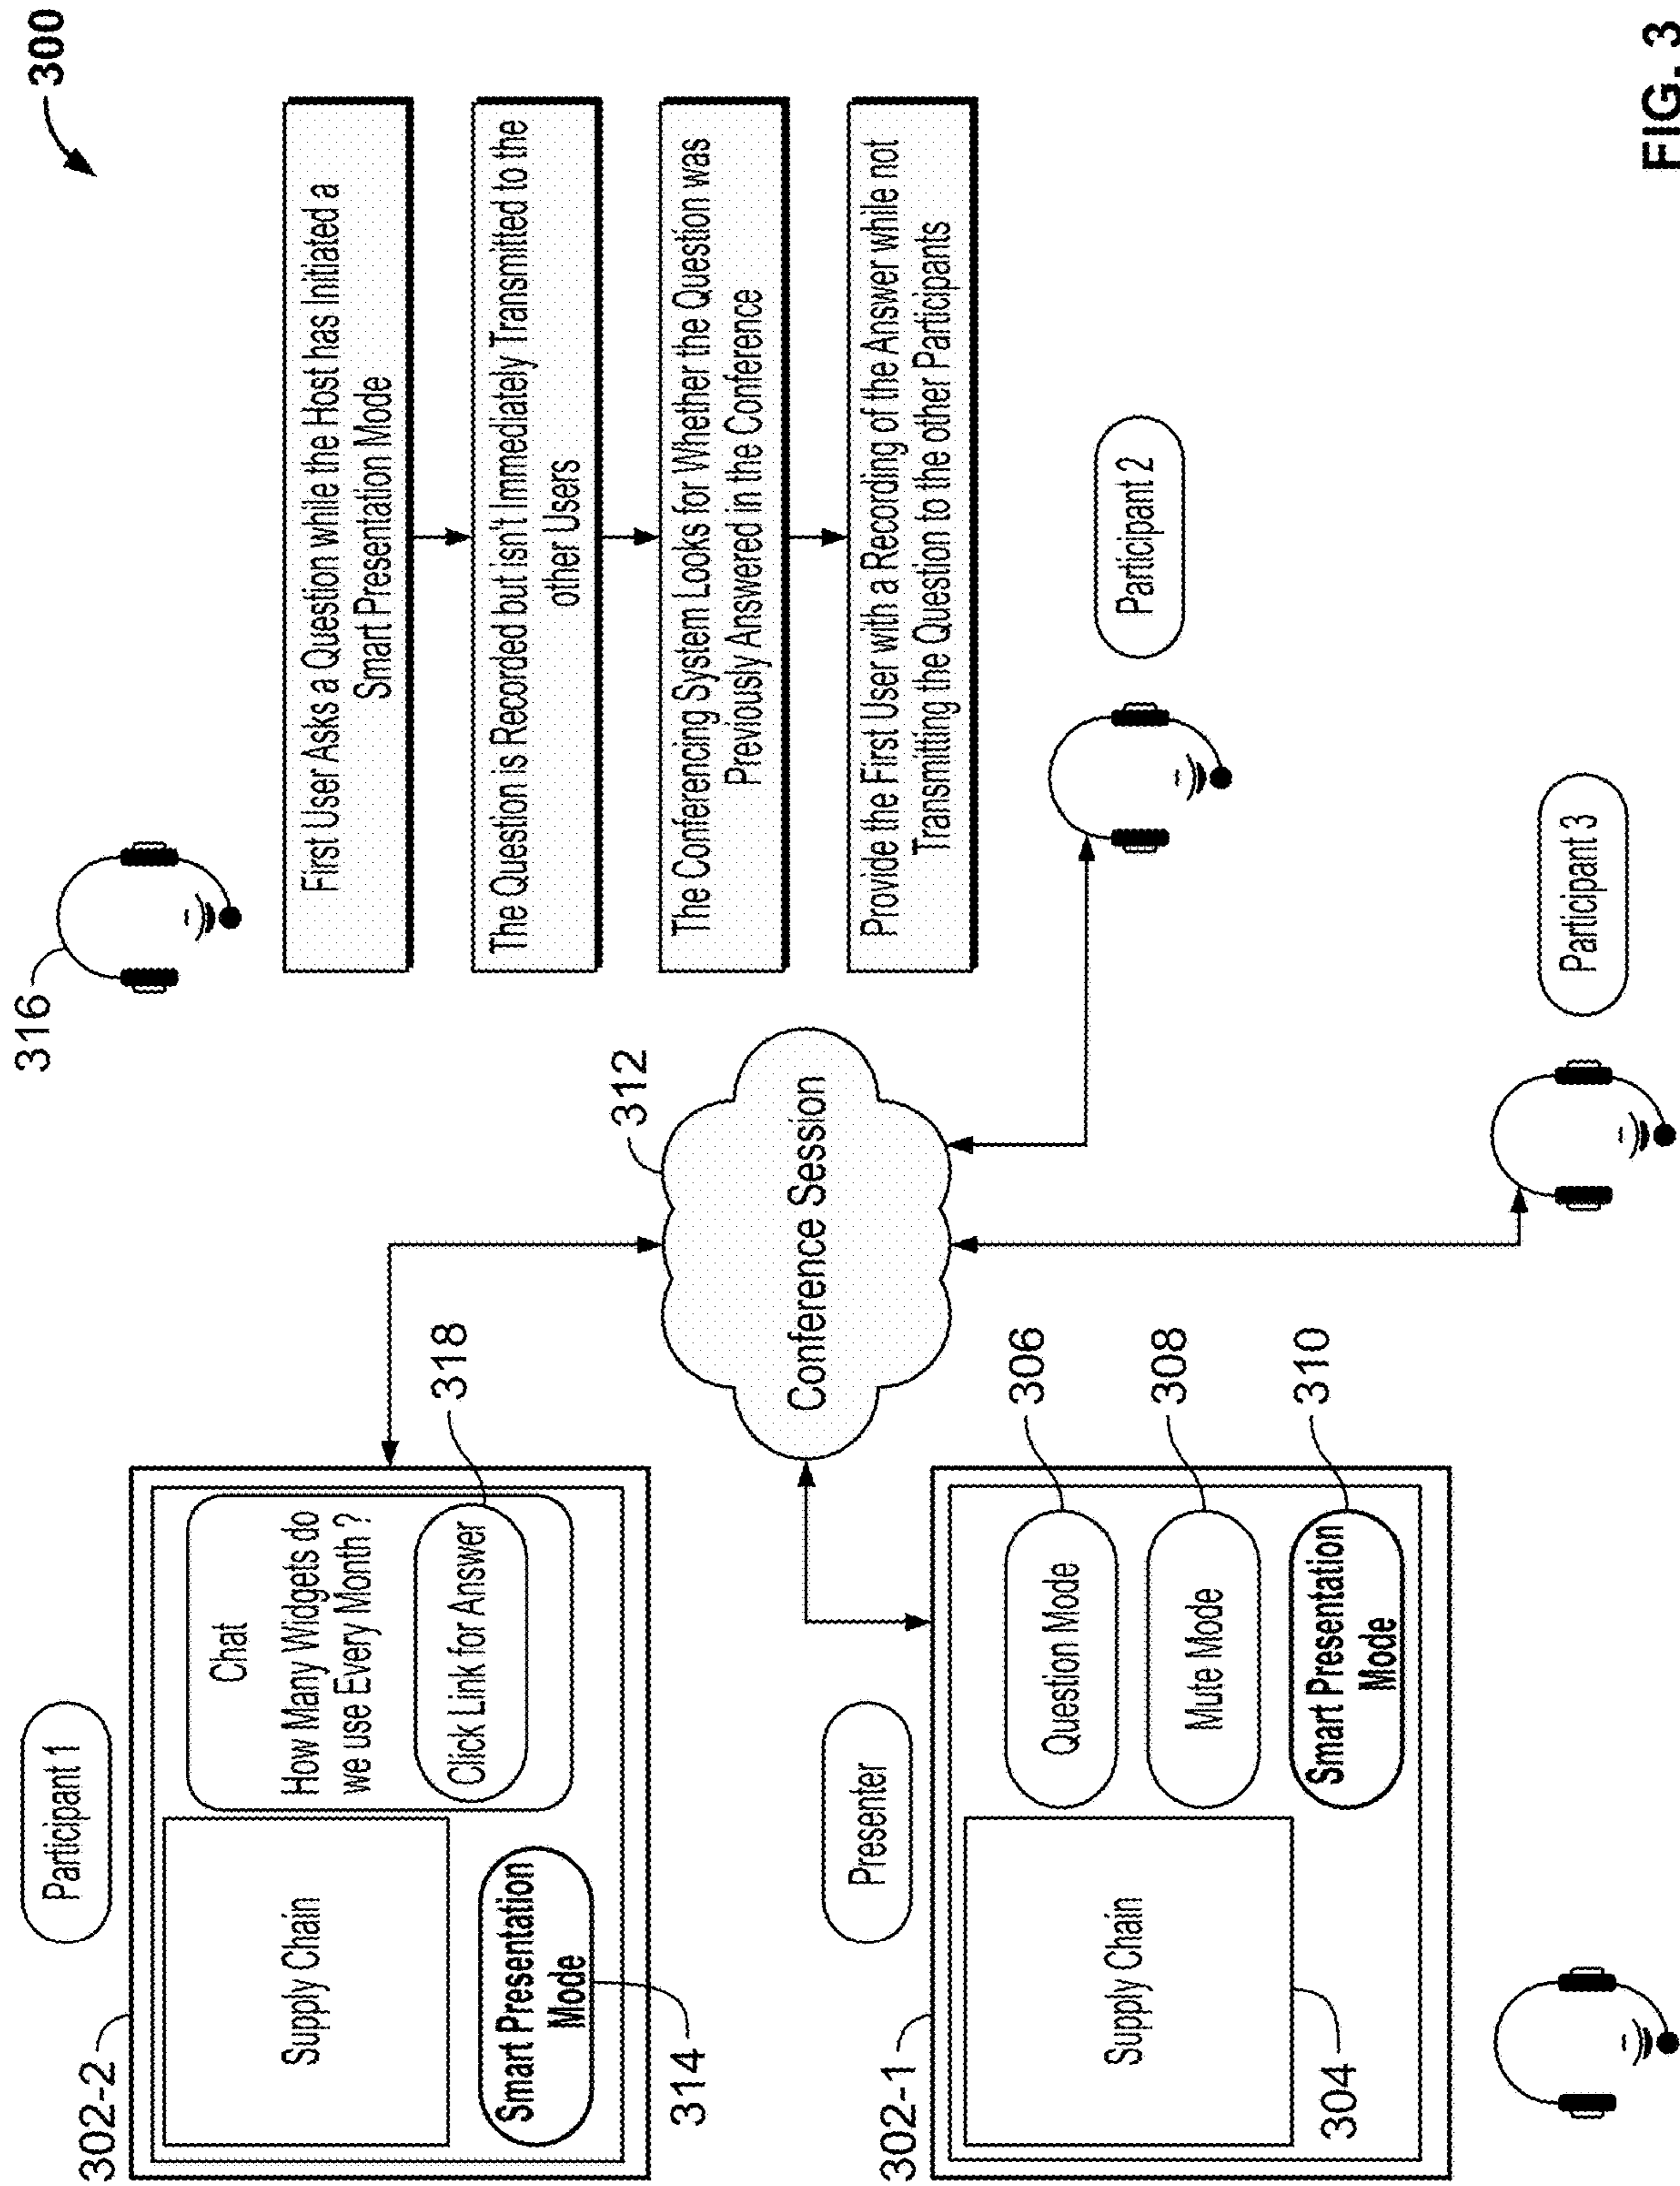 300
316
First User Asks a Question while the Host has Initiated a
Smart Presentation Mode
The Question is Recorded but isn't Immediately Transmitted to the
other Users
The Conferencing System Looks for Whether the Question was
Previously Answered in the Conference
Provide the First User with a Recording of the Answer while not
Transmitting the Question to the other Participants
Participant 1
302-2
Supply Chain
Chat
How Many Widgets do
we use Every Month ?
Click Link for Answer
318
Smart Presentation
Mode
314
312
Conference Session
Participant 2
Presenter
302-1
Supply Chain
304
Question Mode
306
Mute Mode
308
Smart Presentation
Mode
310
Participant 3
FIG. 3